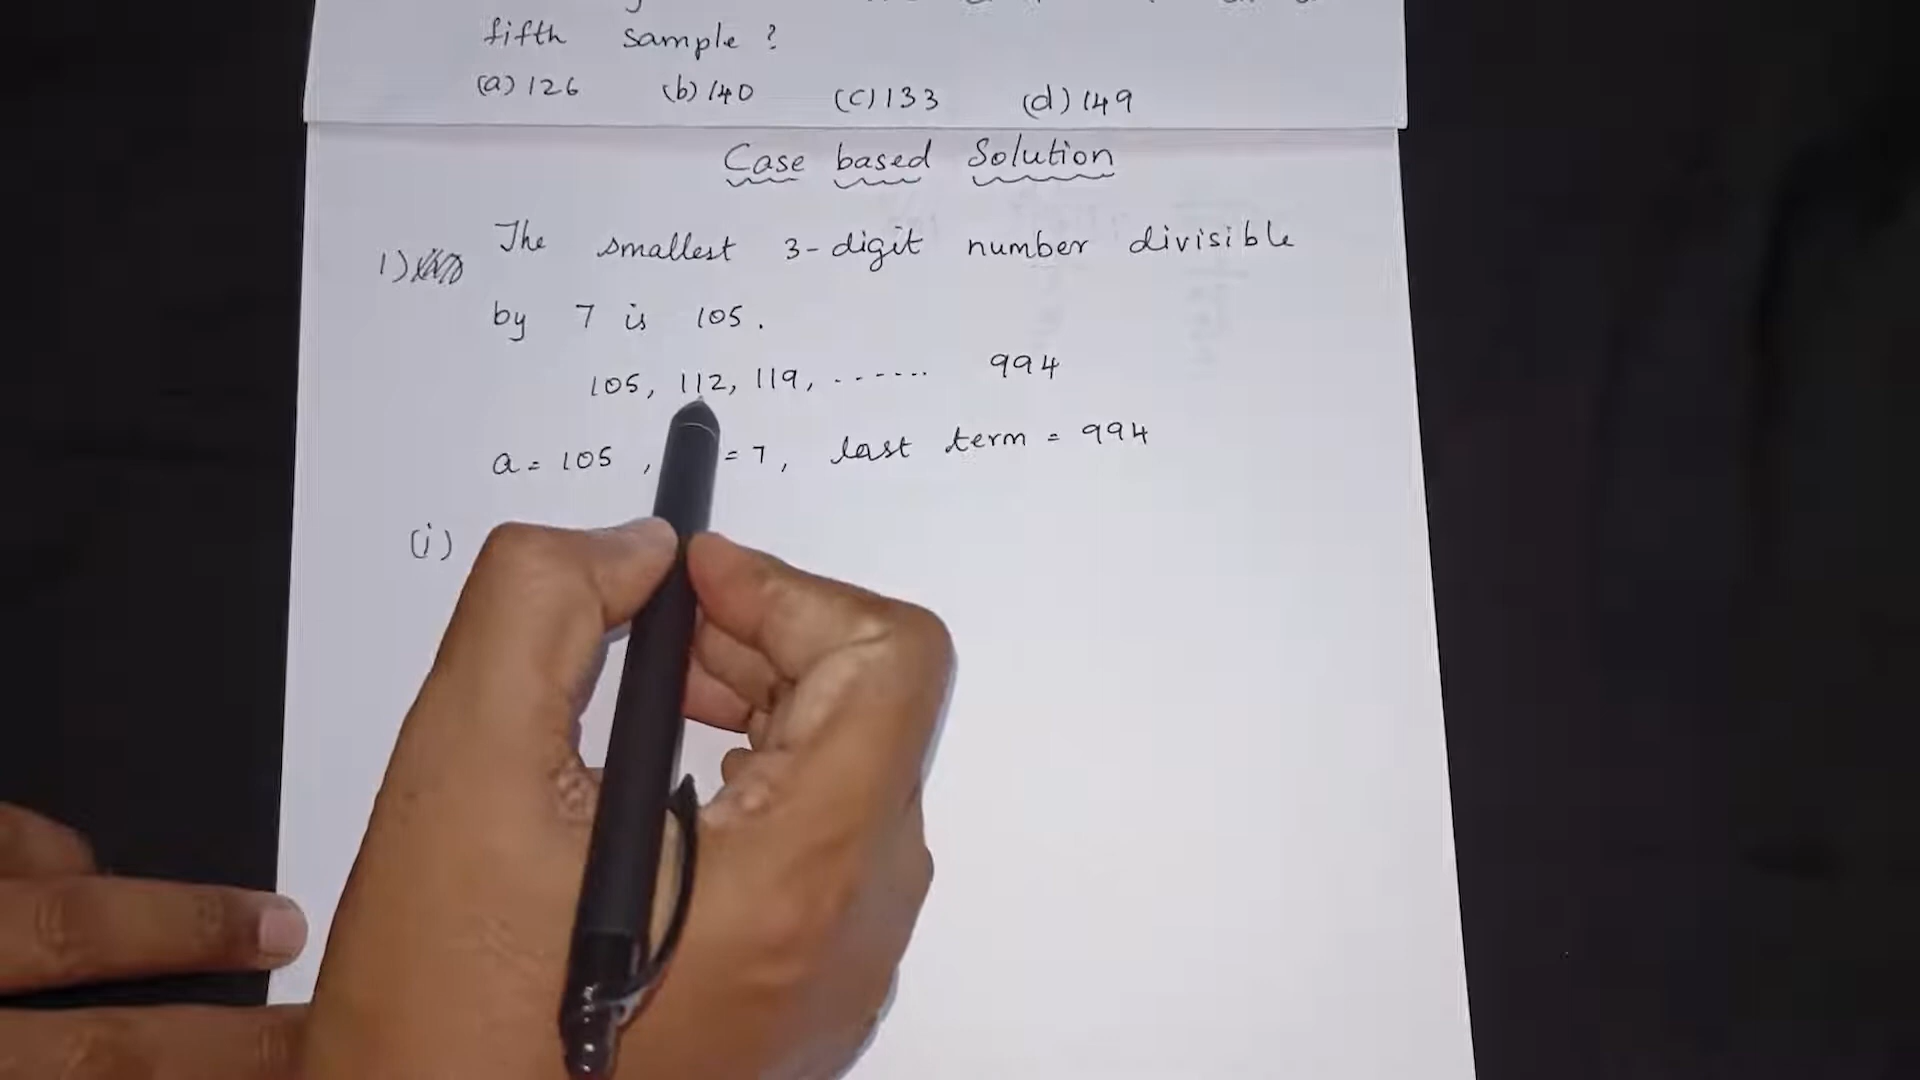 fifth sample ?
(a) 126 (b) 140 (c) 133 (d) 149
Case based Solution
1) The smallest 3-digit number divisible
by 7 is 105.
105, 112, 119, ....... 994
a = 105 , = 7, last term = 994
(i)